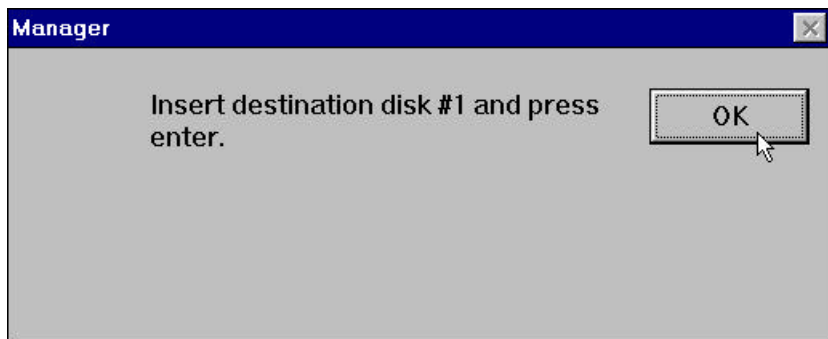 Manager
Insert destination disk #1 and press
enter.
OK